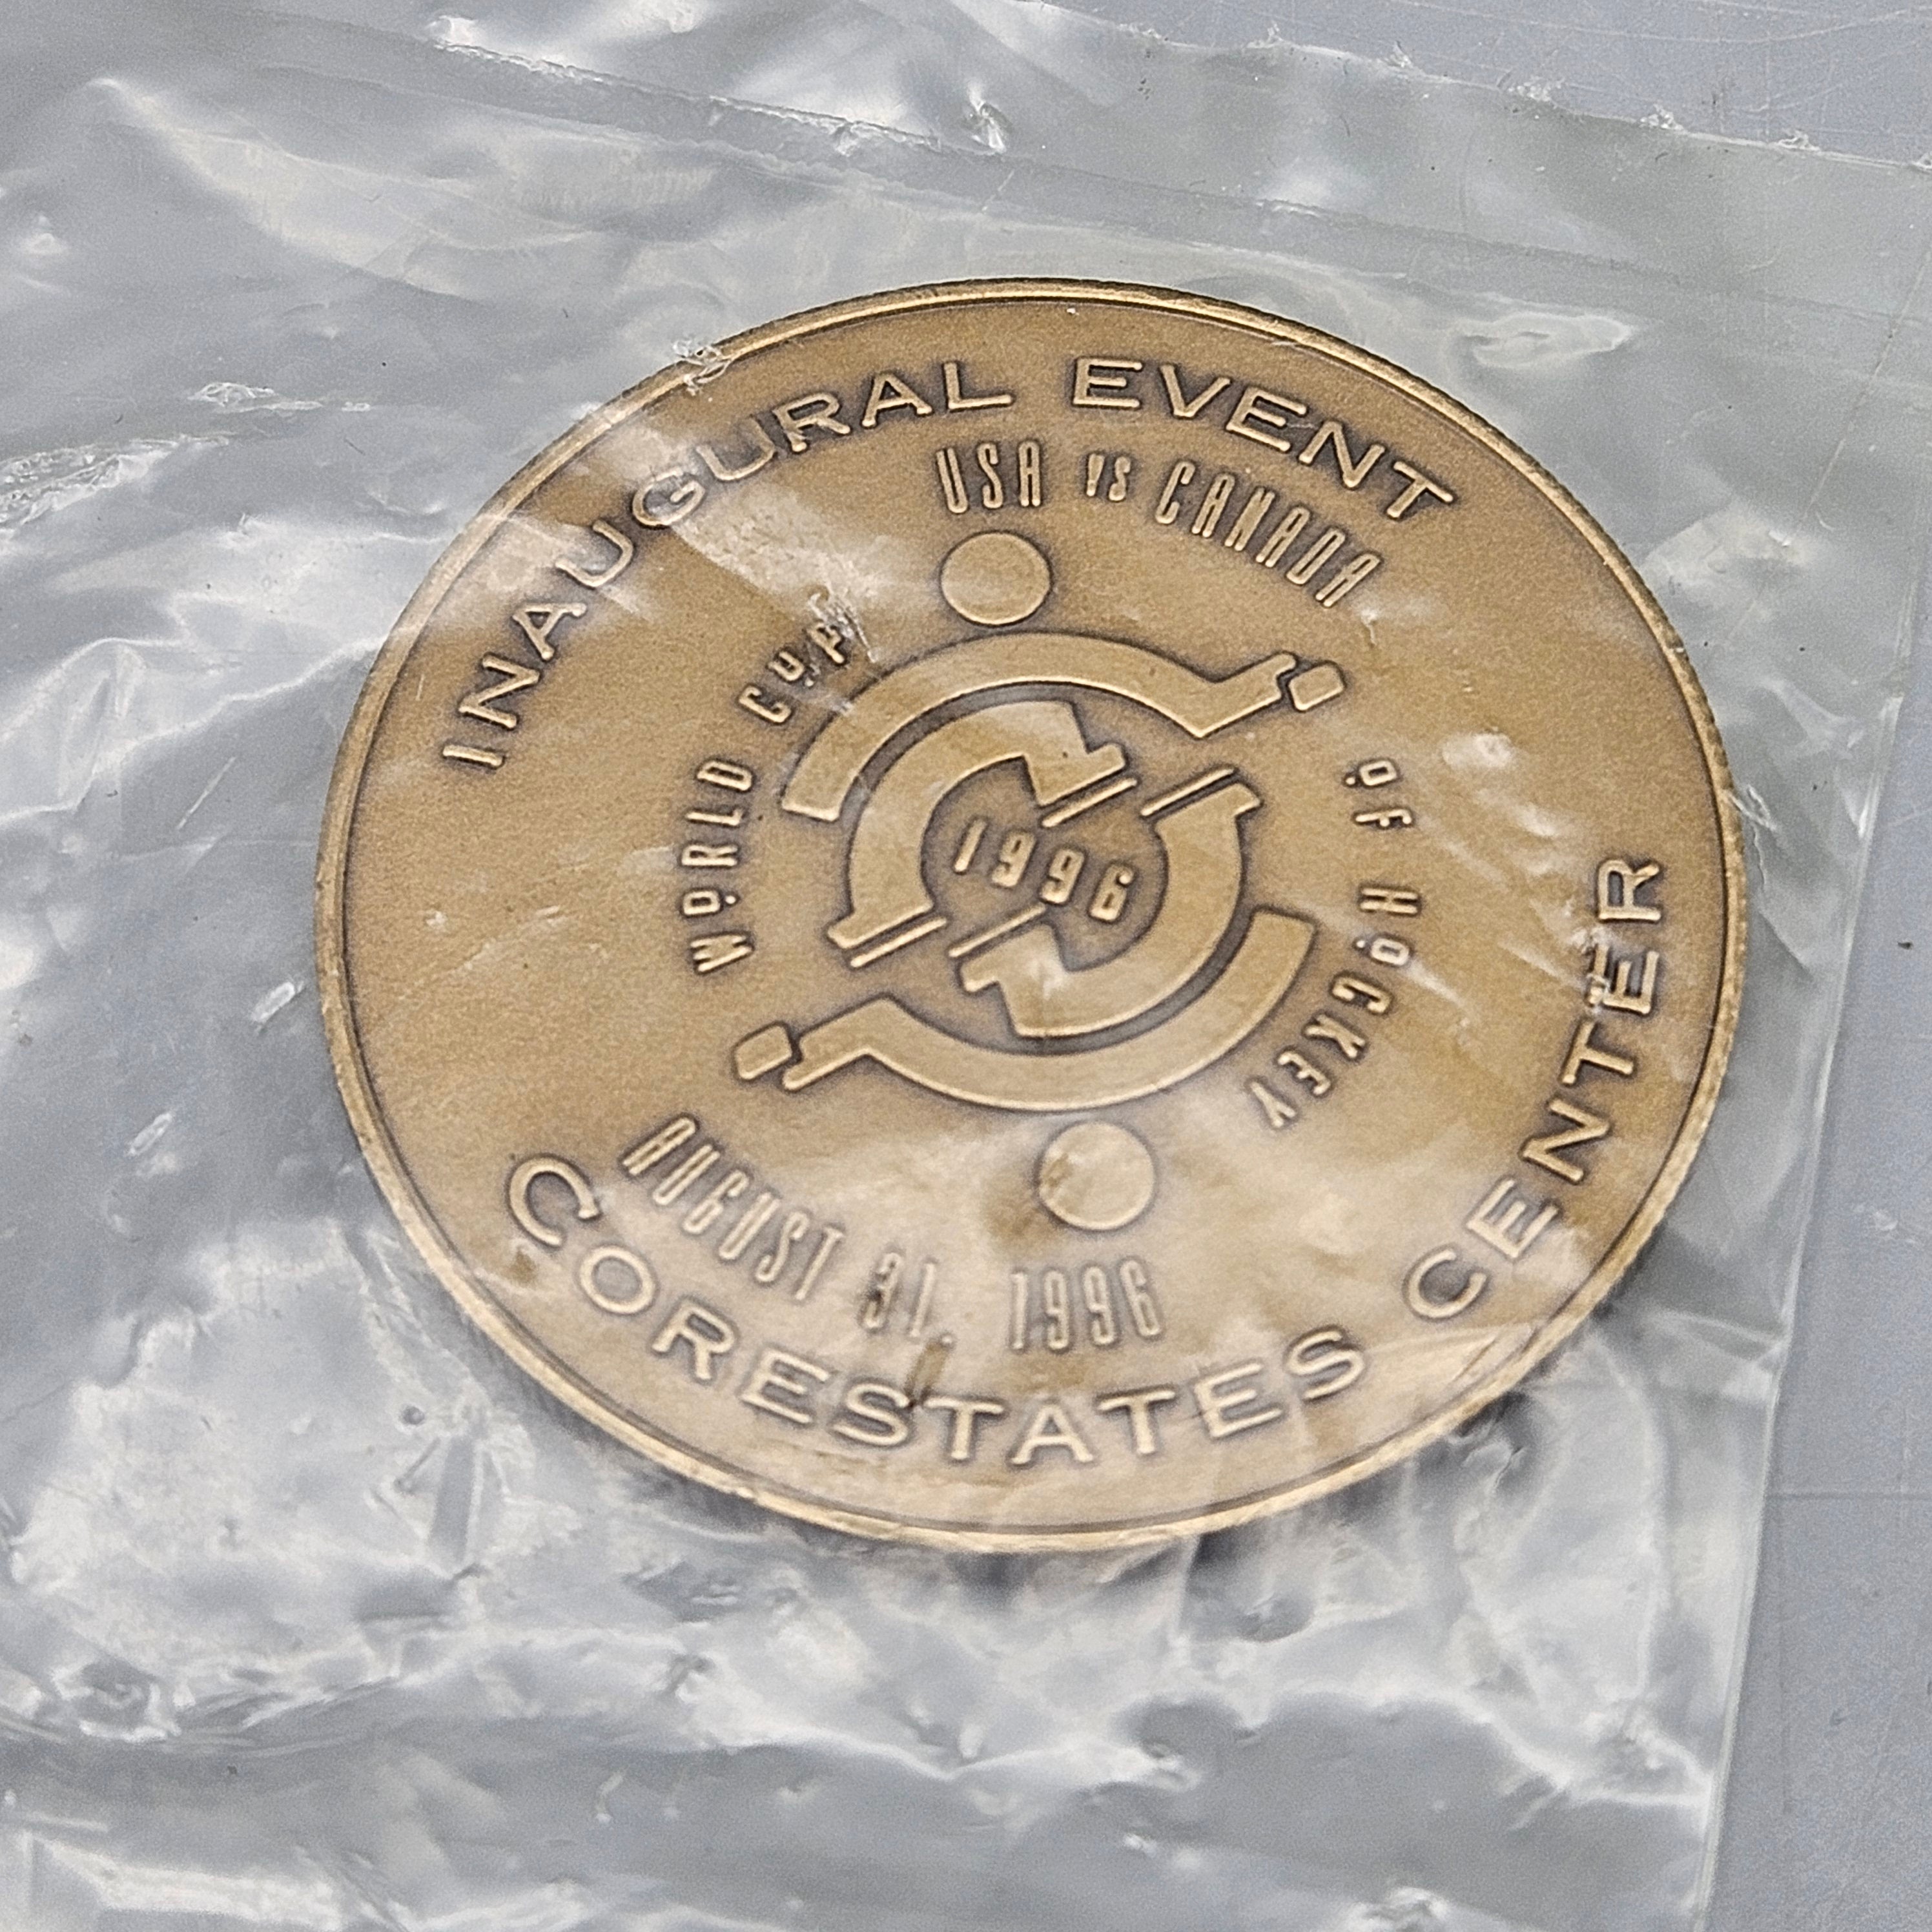 INAUGURAL EVENT
USA VS CANADA
WORLD CUP
OF HOCKEY
1996
AUGUST 31, 1996
CORESTATES CENTER